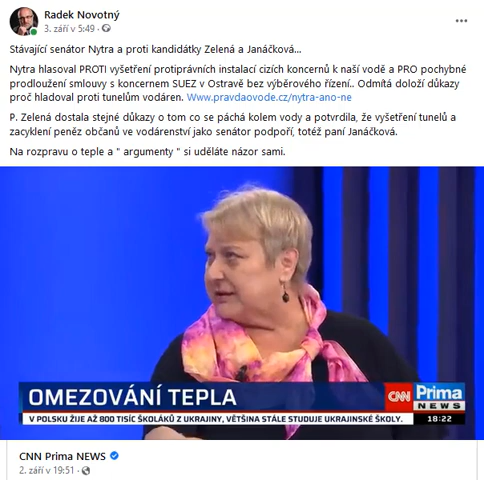 Radek Novotný
3. září v 5:49 ·
Stávající senátor Nytra a proti kandidátky Zelená a Janáčková...
Nytra hlasoval PROTI vyšetření protiprávních instalací cizích koncernů k naší vodě a PRO pochybné
prodloužení smlouvy s koncernem SUEZ v Ostravě bez výběrového řízení.. Odmítá doloží důkazy
proč hladoval proti tunelům vodáren. Www.pravdaovode.cz/nytra-ano-ne
P. Zelená dostala stejné důkazy o tom co se páchá kolem vody a potvrdila, že vyšetření tunelů a
zacyklení peněz občanů ve vodárenství jako senátor podpoří, totéž paní Janáčková.
Na rozpravu o teple a " argumenty " si uděláte názor sami.
OMEZOVÁNÍ TEPLA
CNN Prima
NEWS
V POLSKU ŽIJE AŽ 800 TISÍC ŠKOLÁKŮ Z UKRAJINY, VĚTŠINA STÁLE STUDUJE UKRAJINSKÉ ŠKOLY.
18:22
CNN Prima NEWS
2. září v 19:51 ·